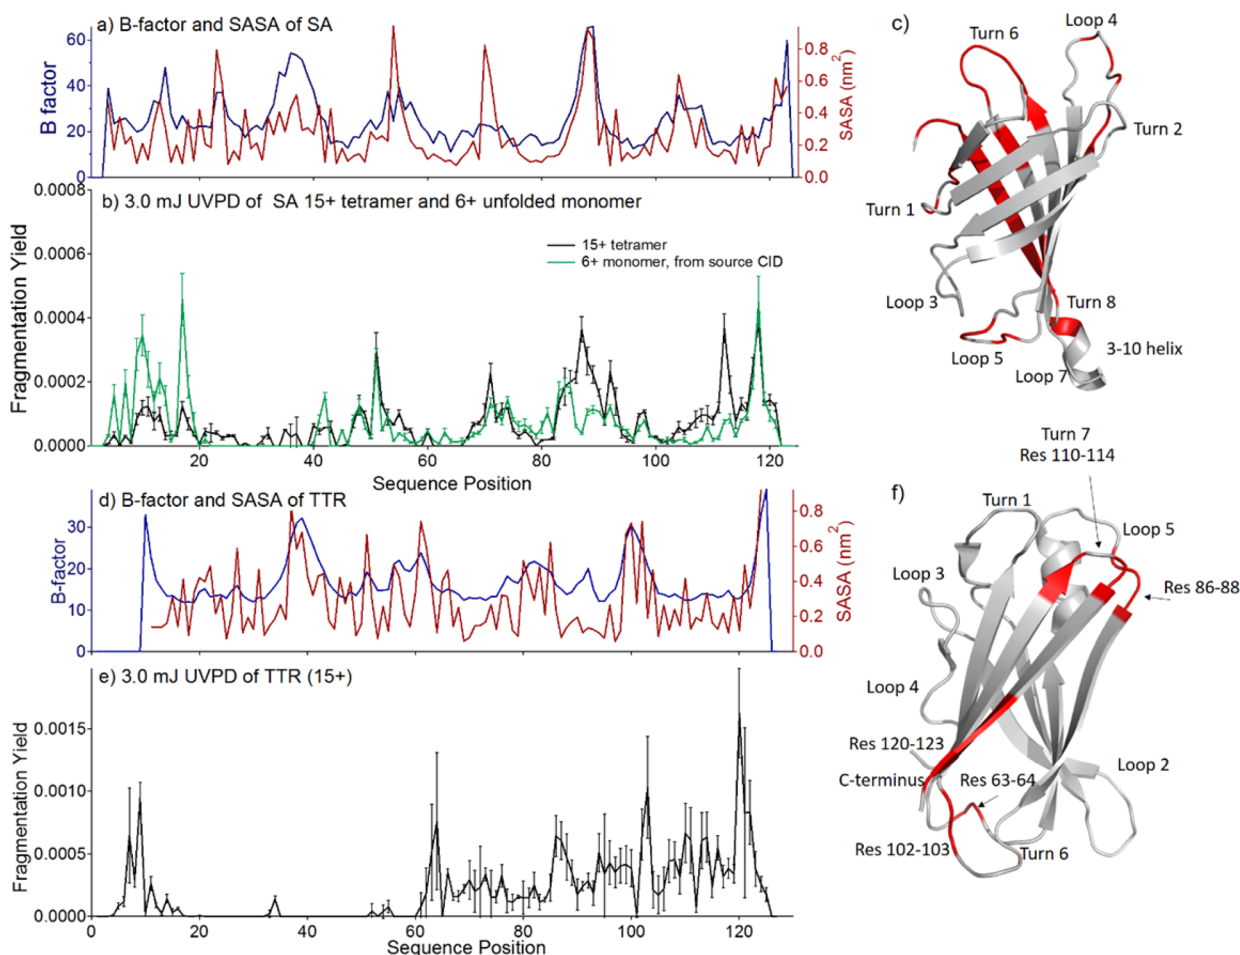 a) B-factor and SASA of SA
60
40
20
0
B factor
0.8
0.6
0.4
0.2
0.0
SASA (nm²)
b) 3.0 mJ UVPD of SA 15+ tetramer and 6+ unfolded monomer
15+ tetramer
6+ monomer, from source CID
0.0008
0.0006
0.0004
0.0002
0.0000
Fragmentation Yield
20 40 60 80 100 120
Sequence Position
c)
Turn 6
Loop 4
Turn 2
Turn 1
Loop 3
Turn 8
Loop 5
3-10 helix
Loop 7
d) B-factor and SASA of TTR
30
20
10
0
B-factor
0.8
0.6
0.4
0.2
0.0
SASA (nm²)
e) 3.0 mJ UVPD of TTR (15+)
0.0015
0.0010
0.0005
0.0000
Fragmentation Yield
0 20 40 60 80 100 120
Sequence Position
f)
Turn 7
Res 110-114
Turn 1
Loop 5
Loop 3
Res 86-88
Loop 4
Res 120-123
C-terminus
Res 63-64
Loop 2
Res 102-103
Turn 6